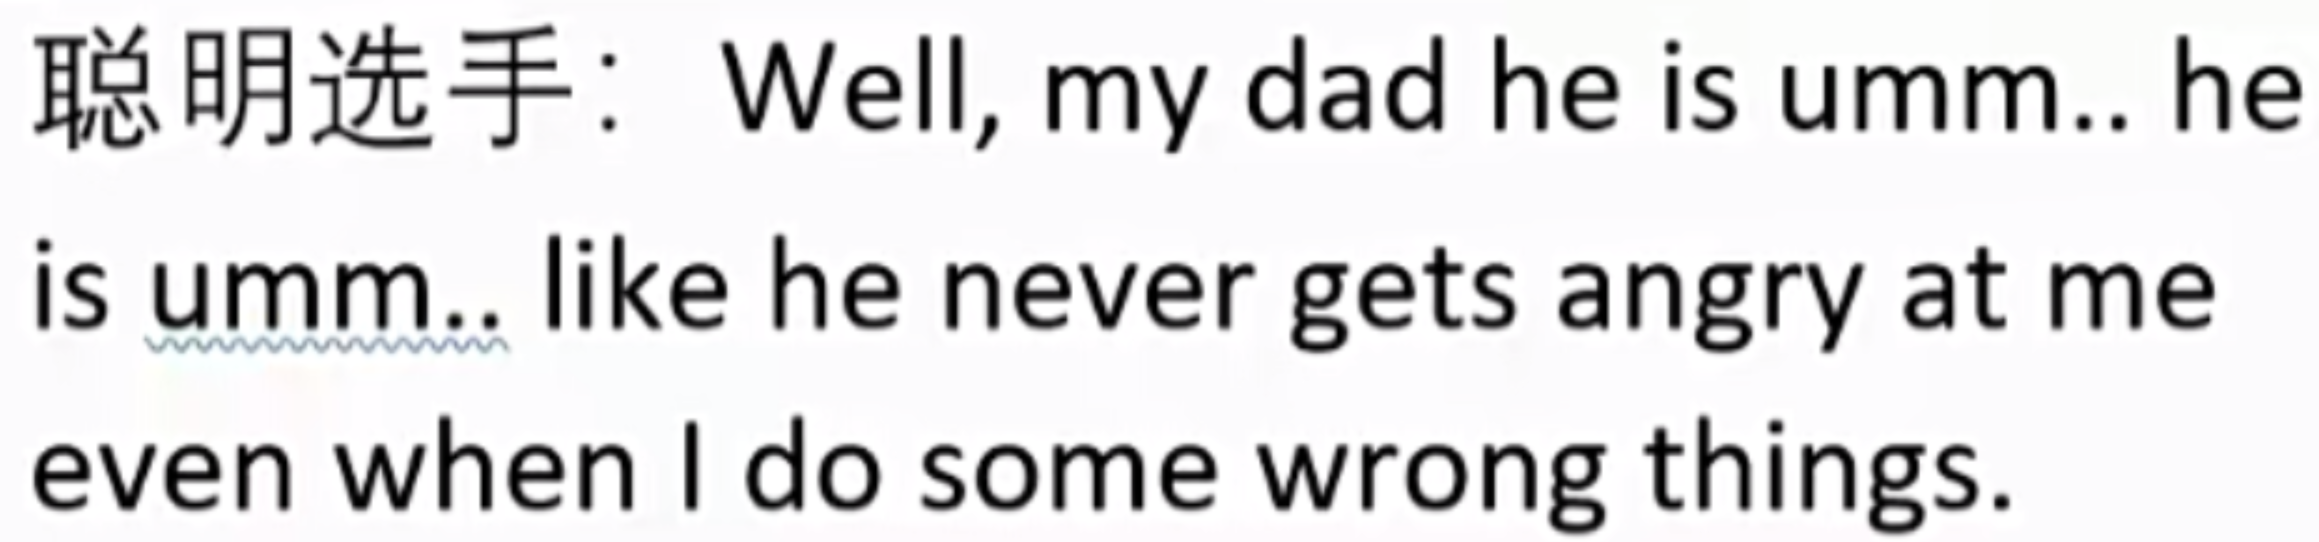 聪明选手： Well, my dad he is umm.. he
is umm.. like he never gets angry at me
even when I do some wrong things.